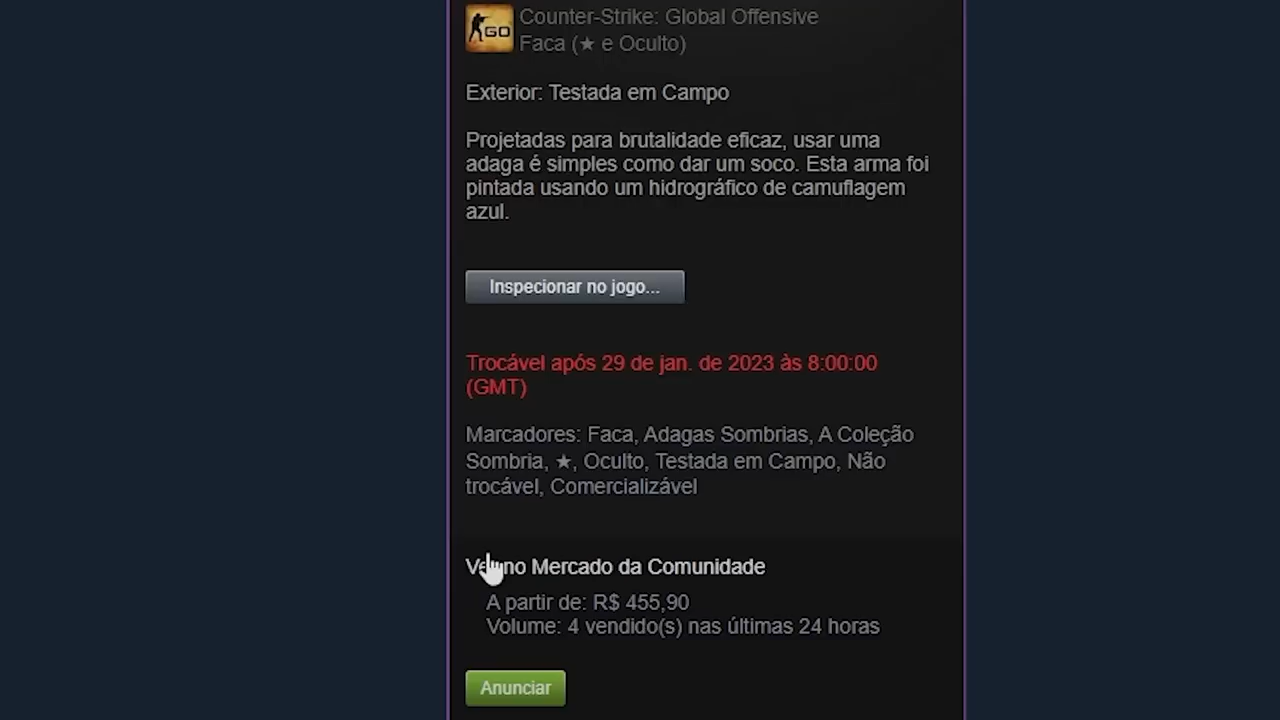 Counter-Strike: Global Offensive
GO
Faca (★ e Oculto)
Exterior: Testada em Campo
Projetadas para brutalidade eficaz, usar uma
adaga é simples como dar um soco. Esta arma foi
pintada usando um hidrográfico de camuflagem
azul.
Inspecionar no jogo...
Trocável após 29 de jan. de 2023 às 8:00:00
(GMT)
Marcadores: Faca, Adagas Sombrias, A Coleção
Sombria, ★, Oculto, Testada em Campo, Não
trocável, Comercializável
no Mercado da Comunidade
A partir de: R$ 455,90
Volume: 4 vendido(s) nas últimas 24 horas
Anunciar